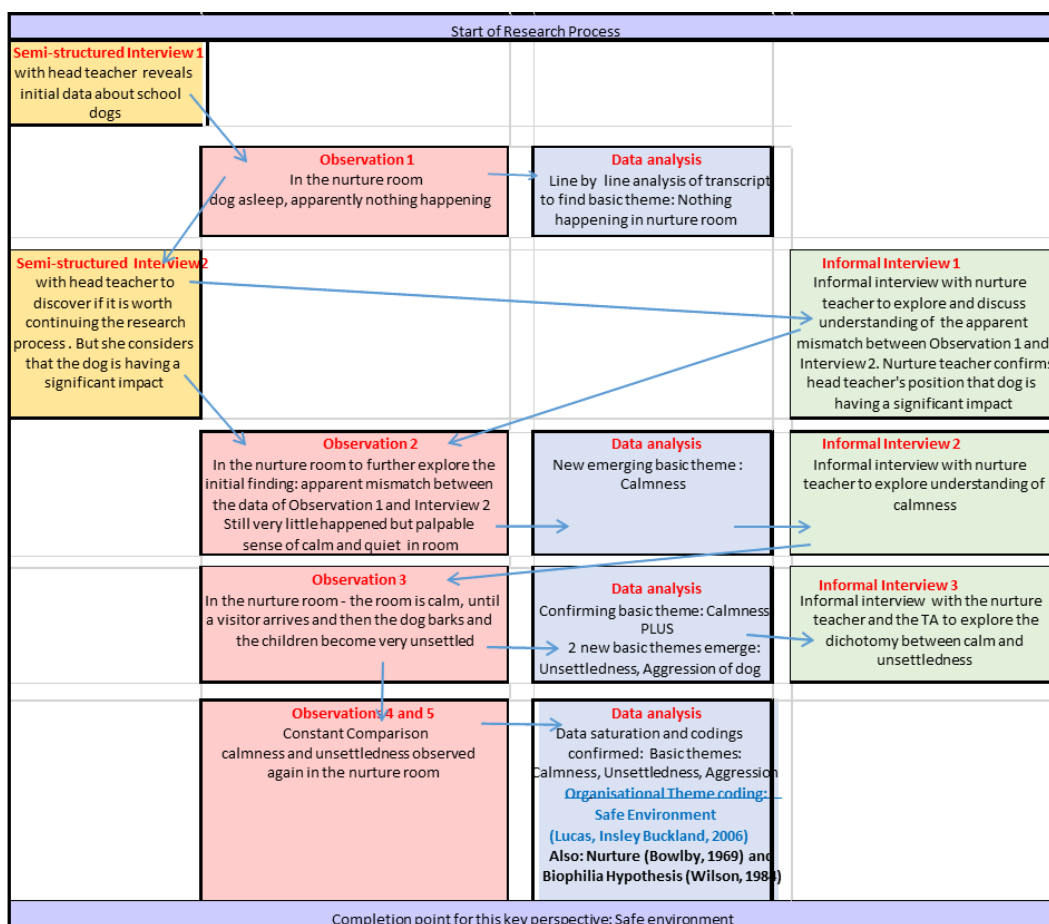 Start of Research Process
Semi-structured Interview 1
with head teacher reveals
initial data about school
dogs
Observation 1
In the nurture room
dog asleep, apparently nothing happening
Data analysis
Line by line analysis of transcript
to find basic theme: Nothing
happening in nurture room
Semi-structured Interview2
with head teacher to
discover if it is worth
continuing the research
process . But she considers
that the dog is having a
significant impact
Informal Interview 1
Informal interview with nurture
teacher to explore and discuss
understanding of the apparent
mismatch between Observation 1 and
Interview 2. Nurture teacher confirms
head teacher's position that dog is
having a significant impact
Observation 2
In the nurture room to further explore the
initial finding: apparent mismatch between
the data of Observation 1 and Interview 2
Still very little happened but palpable
sense of calm and quiet in room
Data analysis
New emerging basic theme :
Calmness
Informal Interview 2
Informal interview with nurture
teacher to explore understanding of
calmness
Observation 3
In the nurture room - the room is calm, until
a visitor arrives and then the dog barks and
the children become very unsettled
Data analysis
Confirming basic theme: Calmness
PLUS
2 new basic themes emerge:
Unsettledness, Aggression of dog
Informal Interview 3
Informal interview with the nurture
teacher and the TA to explore the
dichotomy between calm and
unsettledness
Observations 4 and 5
Constant Comparison
calmness and unsettledness observed
again in the nurture room
Data analysis
Data saturation and codings
confirmed: Basic themes:
Calmness, Unsettledness, Aggression
Organisational Theme coding:
Safe Environment
(Lucas, Insley Buckland, 2006)
Also: Nurture (Bowlby, 1969) and
Biophilia Hypothesis (Wilson, 1984)
Completion point for this key perspective: Safe environment